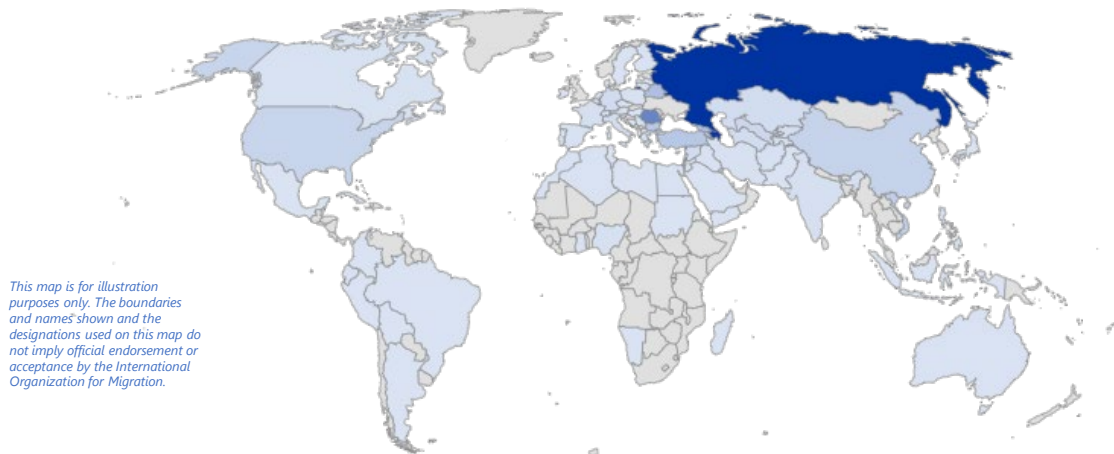 This map is for illustration
purposes only. The boundaries
and names shown and the
designations used on this map do
not imply official endorsement or
acceptance by the International
Organization for Migration.